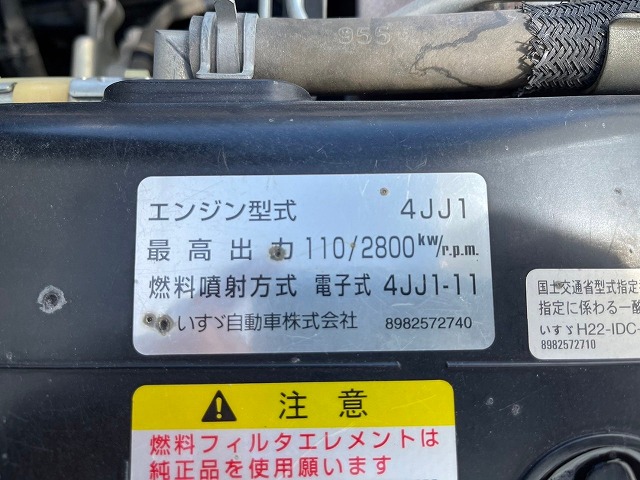 955
エンジン型式 4JJ1
最高出力 110/2800 kw/r.p.m.
燃料噴射方式 電子式 4JJ1-11
いすゞ自動車株式会社 8982572740
国土交通省型式指定
指定に係わる一酸
いすゞH22-IDC-
8982572710
注意
燃料フィルタエレメントは
純正品を使用願います